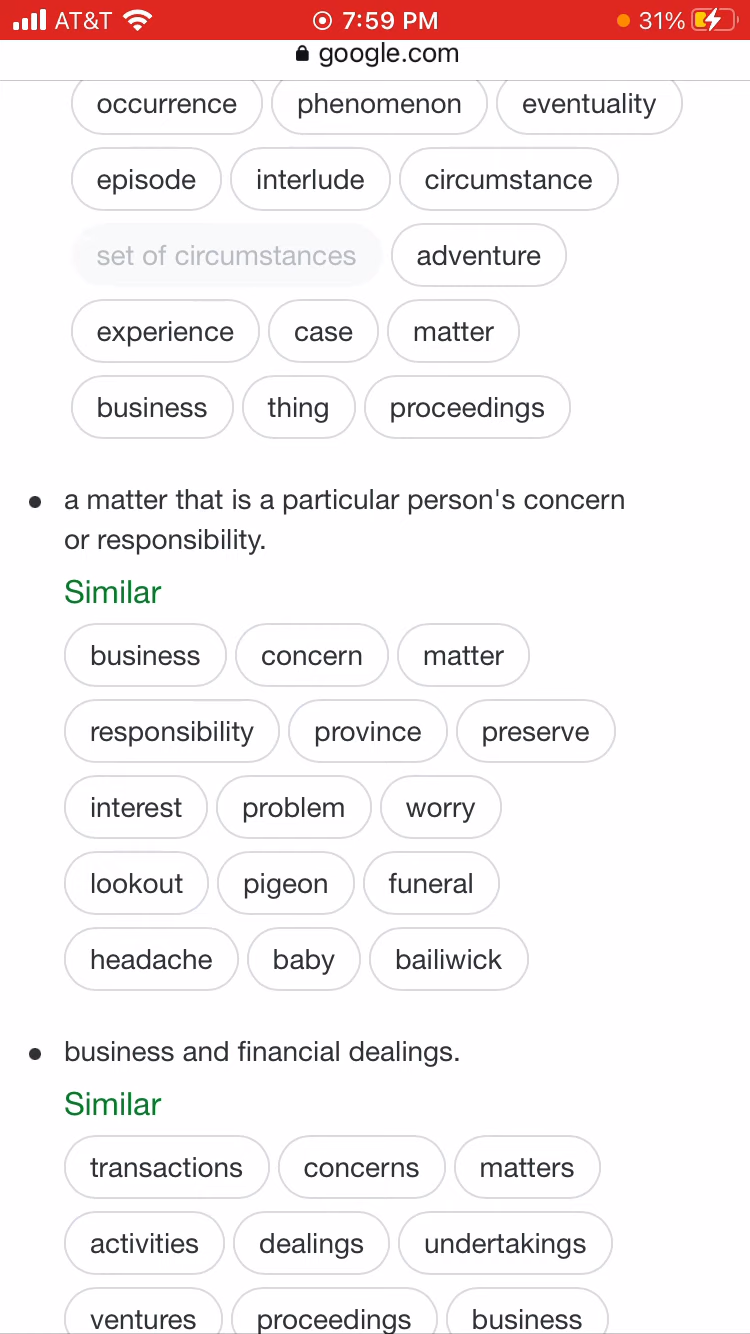 AT&T 7:59 PM 31%
google.com
occurrence phenomenon eventuality
episode interlude circumstance
set of circumstances adventure
experience case matter
business thing proceedings
a matter that is a particular person's concern
or responsibility.
Similar
business concern matter
responsibility province preserve
interest problem worry
lookout pigeon funeral
headache baby bailiwick
business and financial dealings.
Similar
transactions concerns matters
activities dealings undertakings
ventures proceedings business